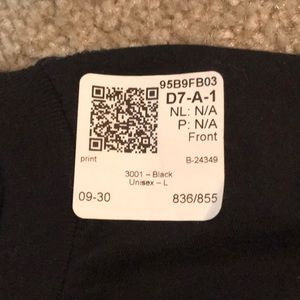 95B9FB03
D7-A-1
NL: N/A
P: N/A
Front
print
B-24349
3001 – Black
Unisex – L
09-30
836/855